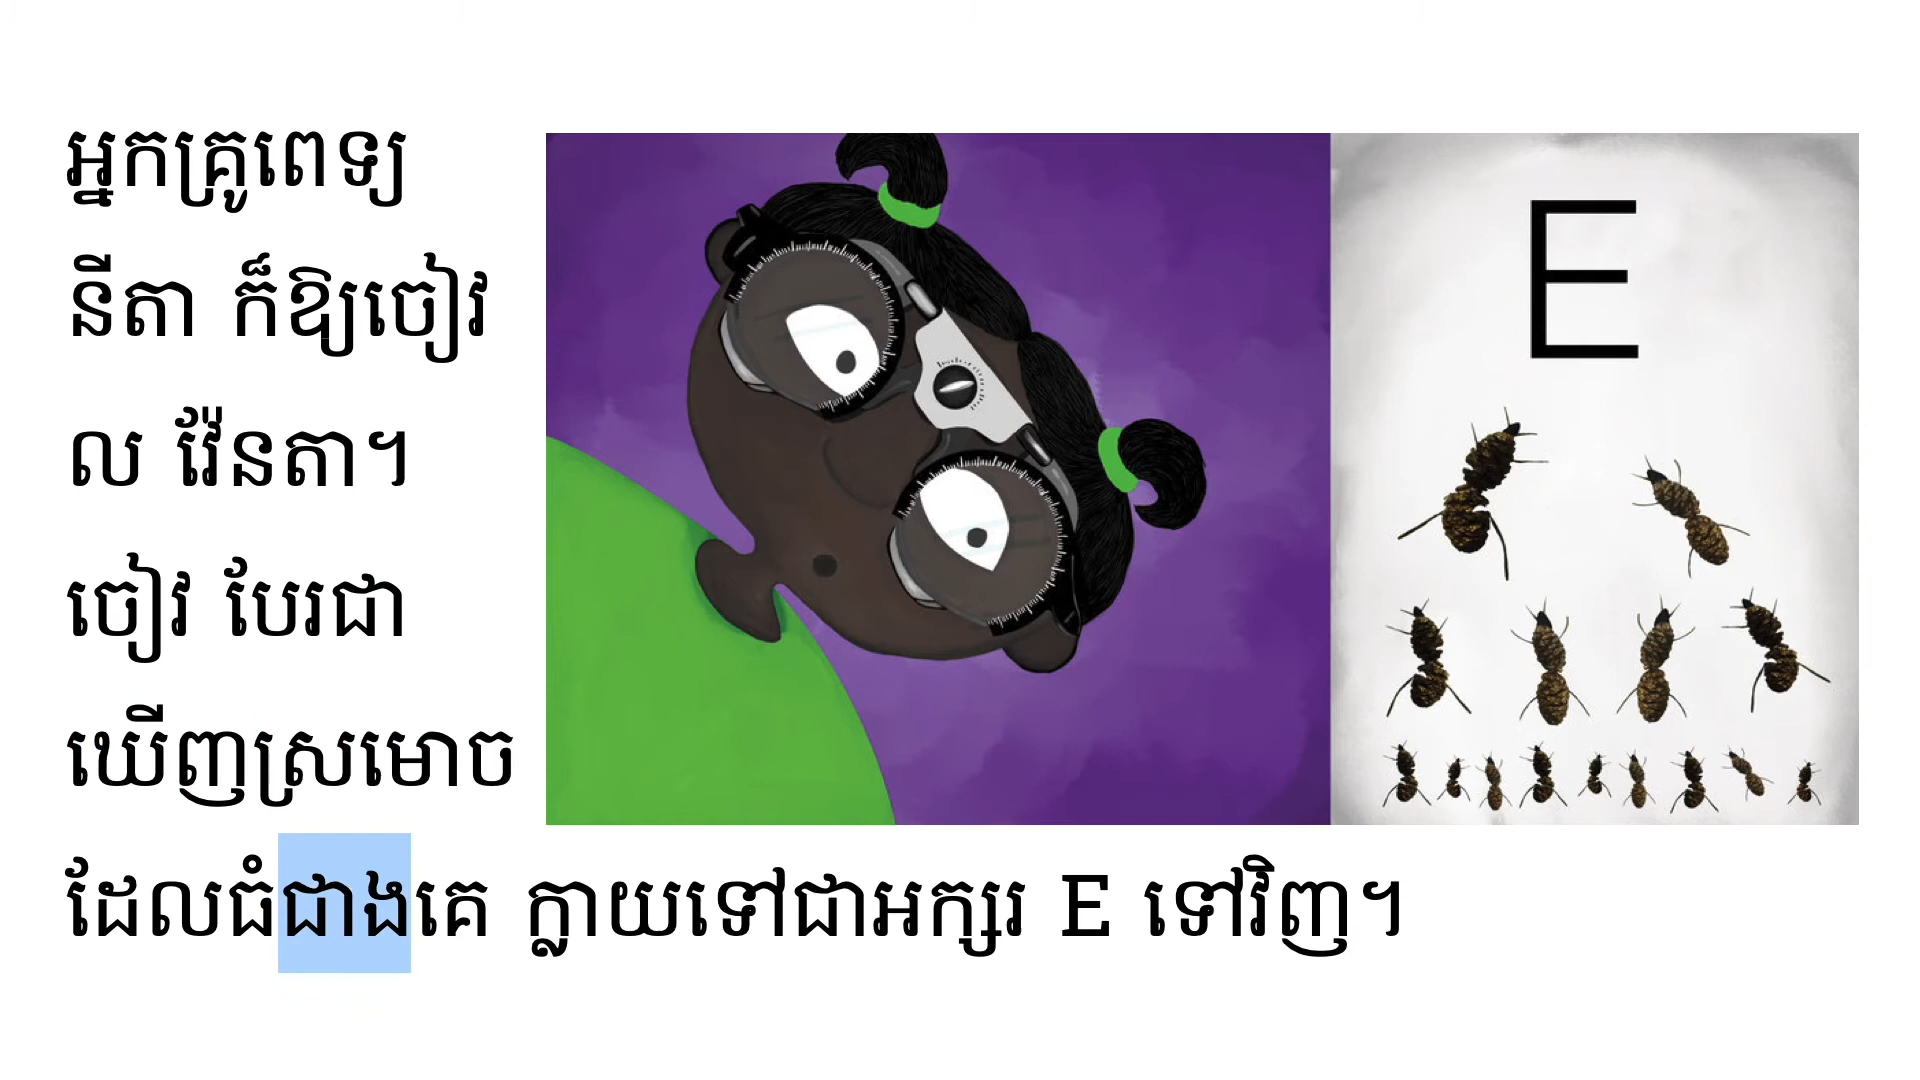 អ្នកគ្រូពេទ្យ
នីតា ក៏ឱ្យចៀវ
ល វ៉ែនតា។
ចៀវ បែរជា
ឃើញស្រមោច
ដែលធំជាងគេ ក្លាយទៅជាអក្សរ E ទៅវិញ។
E